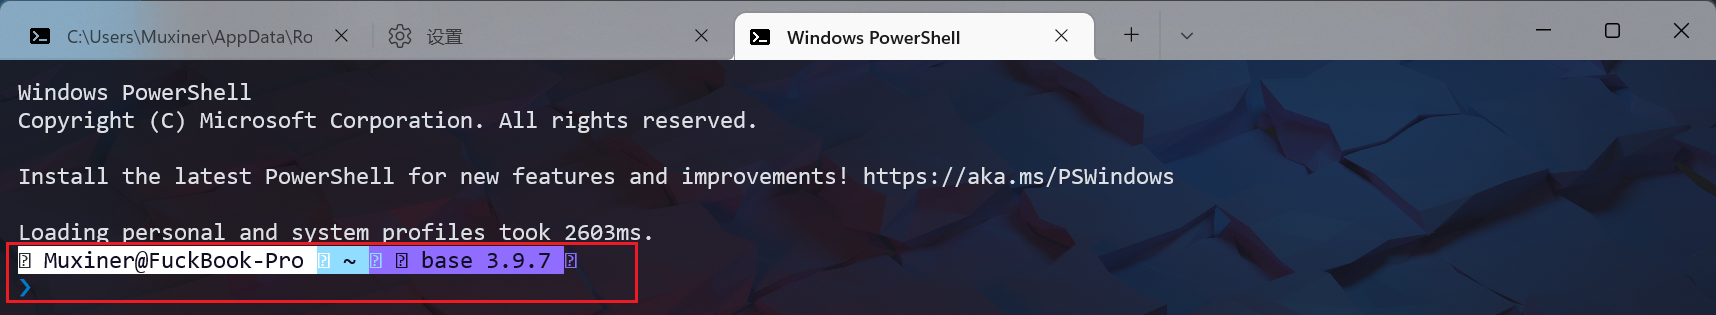 C:\Users\Muxiner\AppData\Ro
设置
Windows PowerShell
Windows PowerShell
Copyright (C) Microsoft Corporation. All rights reserved.
Install the latest PowerShell for new features and improvements! https://aka.ms/PSWindows
Loading personal and system profiles took 2603ms.
Muxiner@FuckBook-Pro ~ base 3.9.7
❯